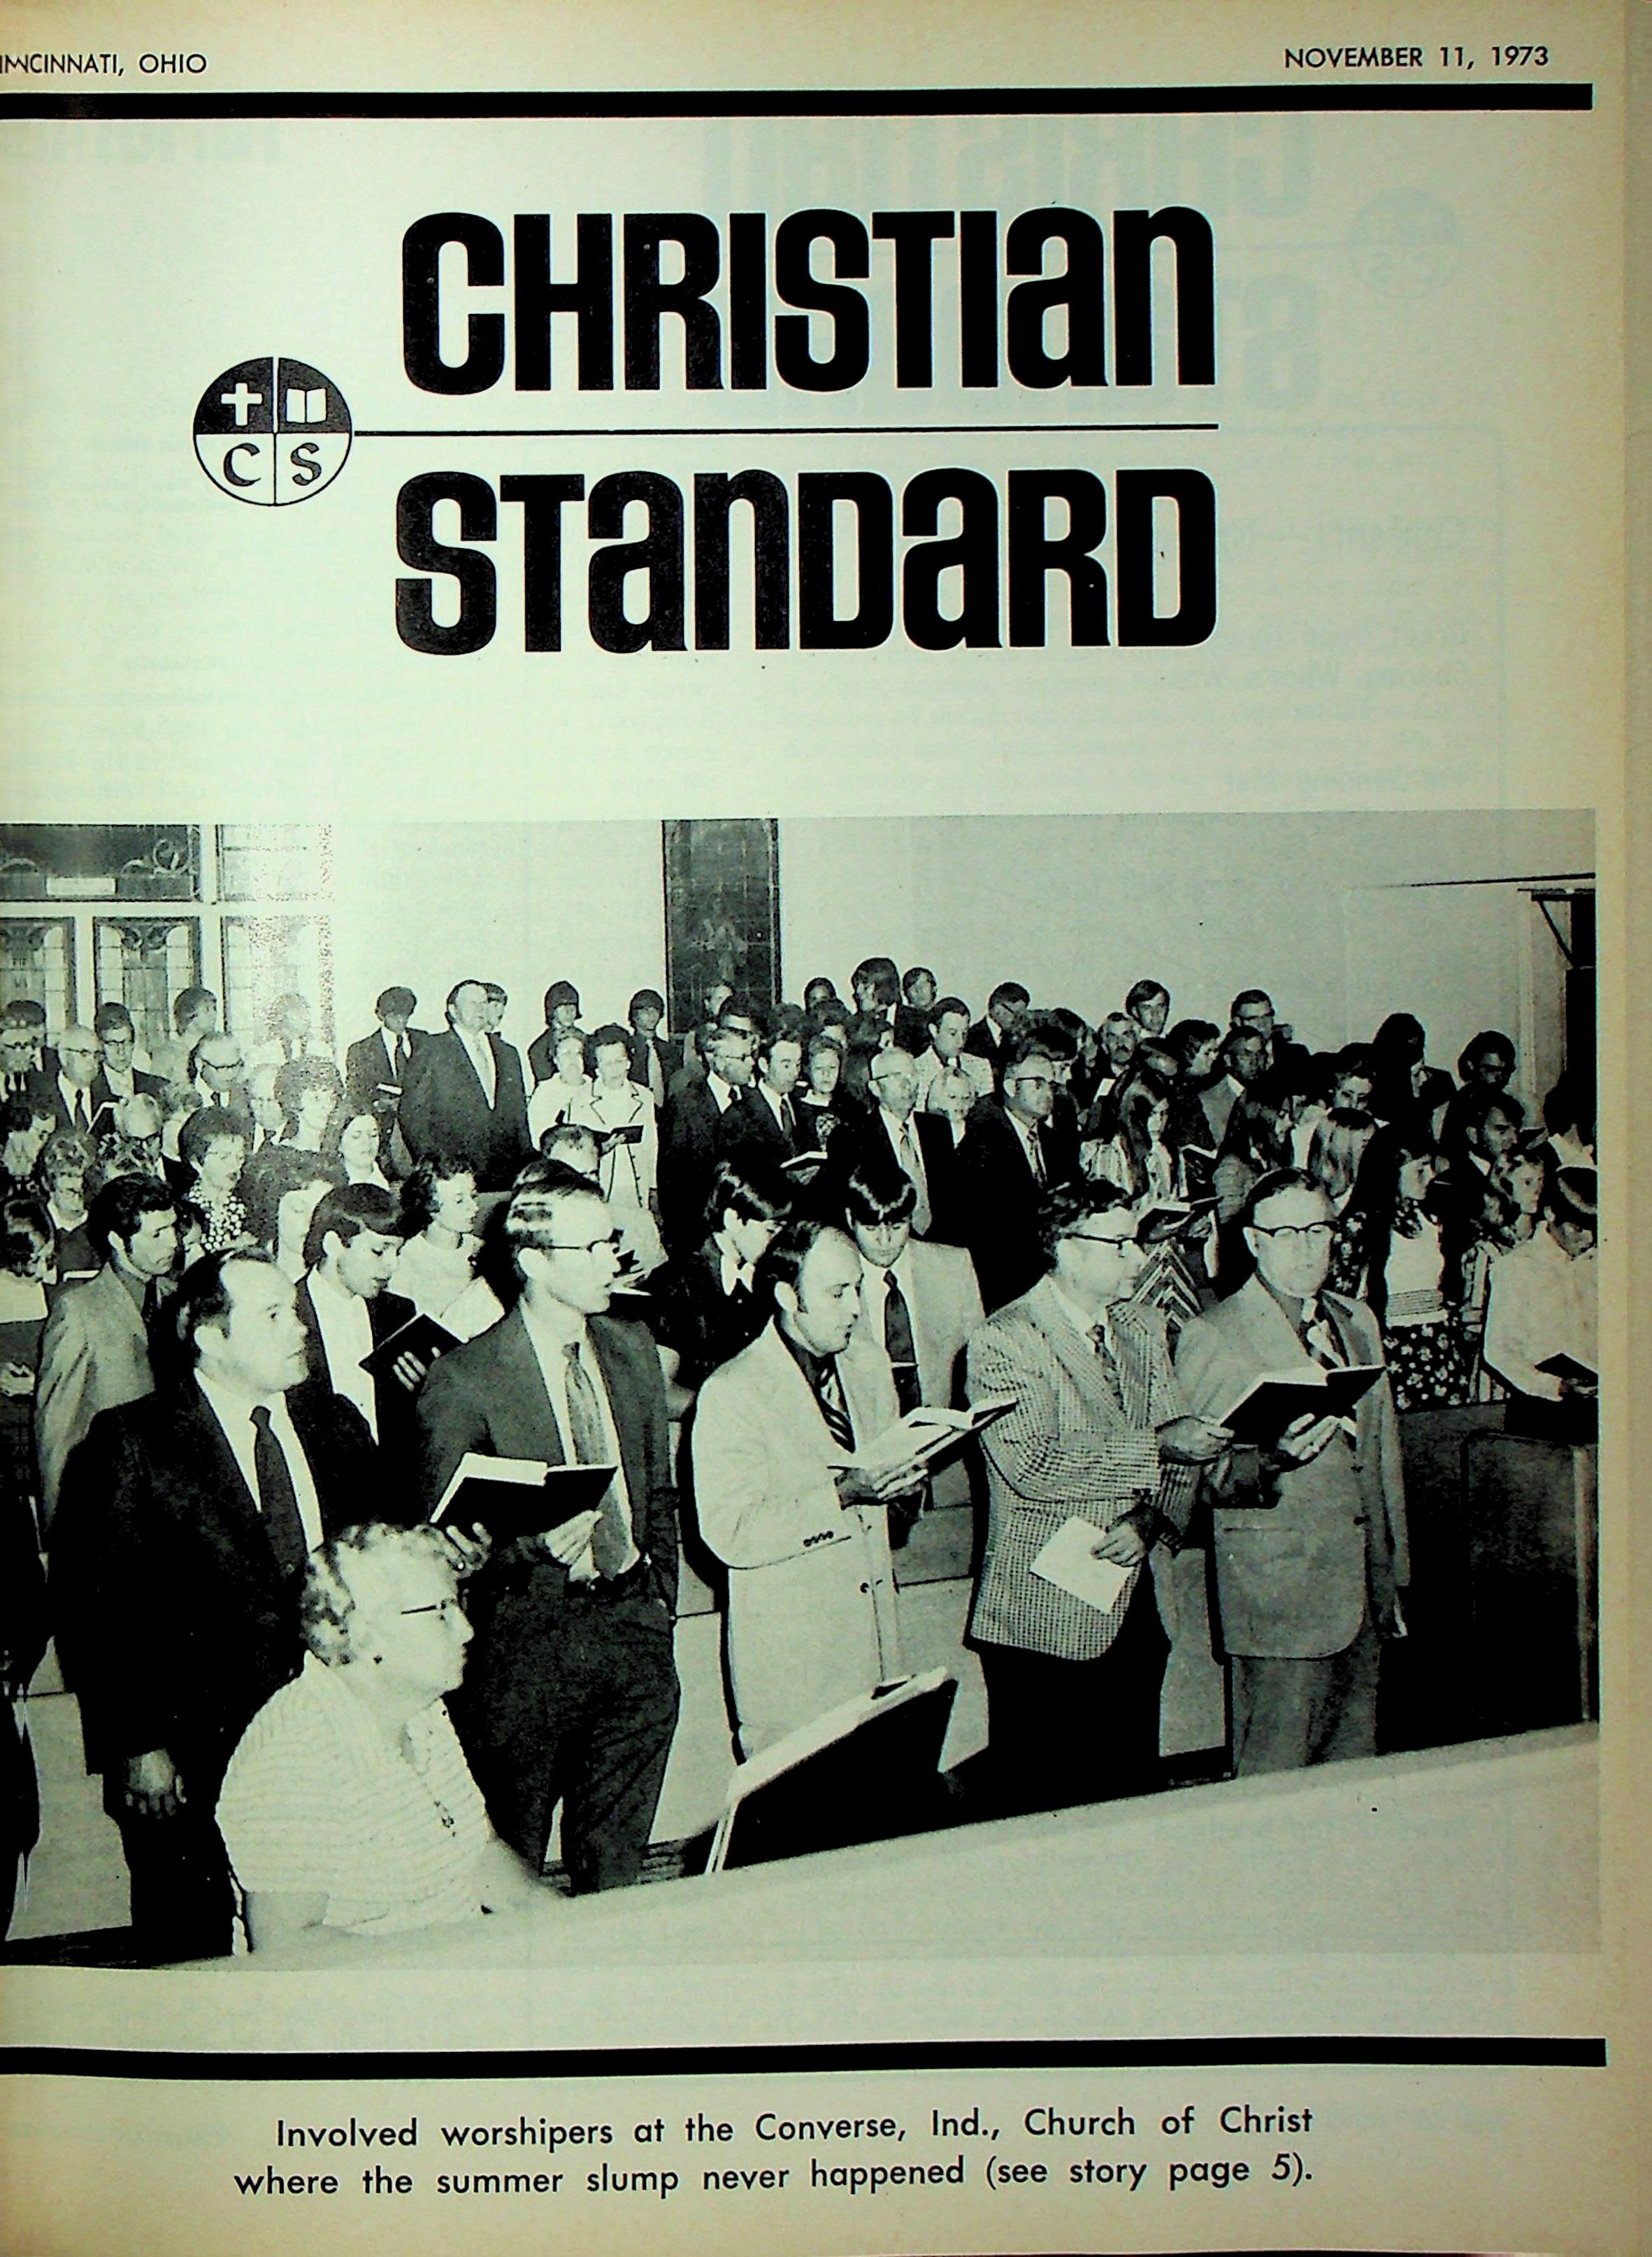 INCINNATI, OHIO
NOVEMBER 11, 1973
CHRISTIAN
C S
STANDARD
Involved worshipers at the Converse, Ind., Church of Christ
where the summer slump never happened (see story page 5).